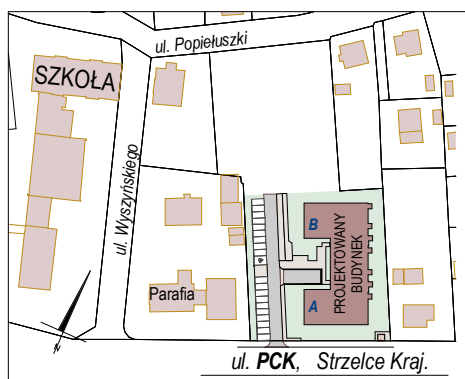 ul. Popiełuszki
SZKOŁA
ul. Wyszyńskiego
B
PROJEKTOWANY
BUDYNEK
A
Parafia
N
ul. PCK, Strzelce Kraj.